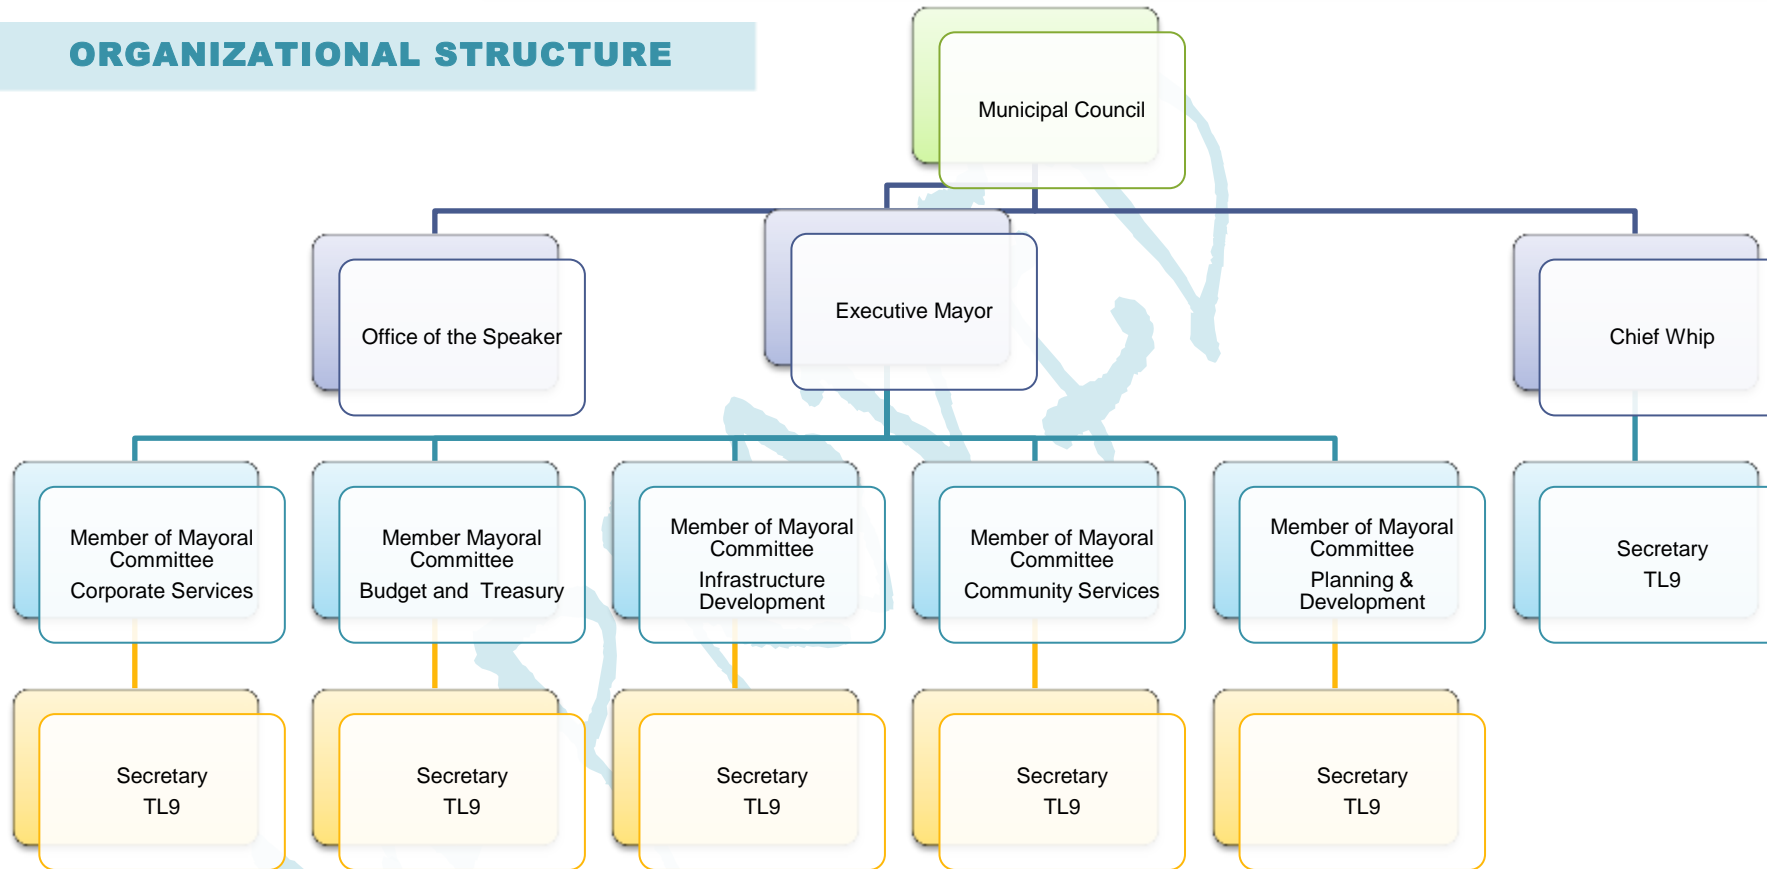 ORGANIZATIONAL STRUCTURE
Municipal Council
Office of the Speaker
Executive Mayor
Chief Whip
Member of Mayoral
Committee
Corporate Services
Member Mayoral
Committee
Budget and  Treasury
Member of Mayoral
Committee
Infrastructure
Development
Member of Mayoral
Committee
Community Services
Member of Mayoral
Committee
Planning &
Development
Secretary
TL9
Secretary
TL9
Secretary
TL9
Secretary
TL9
Secretary
TL9
Secretary
TL9